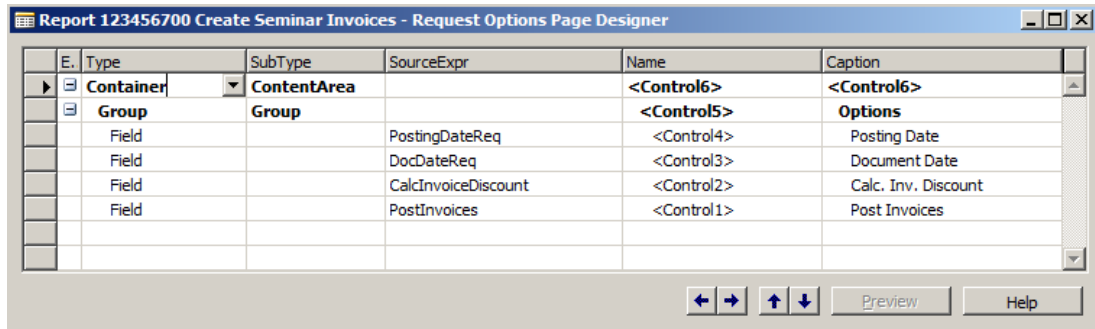 Report 123456700 Create Seminar Invoices - Request Options Page Designer
E. Type SubType SourceExpr Name Caption
Container ContentArea <Control6> <Control6>
Group Group <Control5> Options
Field PostingDateReq <Control4> Posting Date
Field DocDateReq <Control3> Document Date
Field CalcInvoiceDiscount <Control2> Calc. Inv. Discount
Field PostInvoices <Control1> Post Invoices
Preview Help